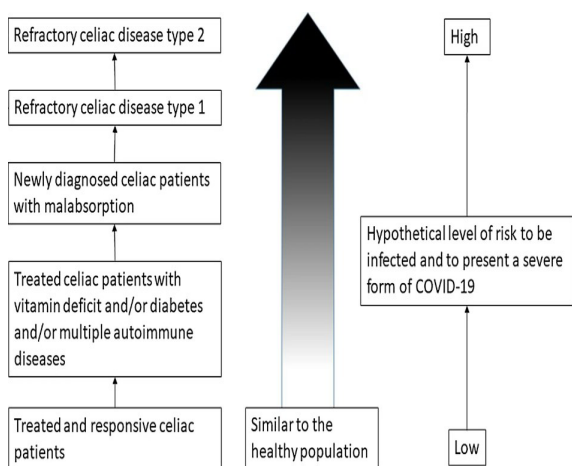 Refractory celiac disease type 2
Refractory celiac disease type 1
Newly diagnosed celiac patients
with malabsorption
Treated celiac patients with
vitamin deficit and/or diabetes
and/or multiple autoimmune
diseases
Treated and responsive celiac
patients
Similar to the
healthy population
High
Hypothetical level of risk to be
infected and to present a severe
form of COVID-19
Low